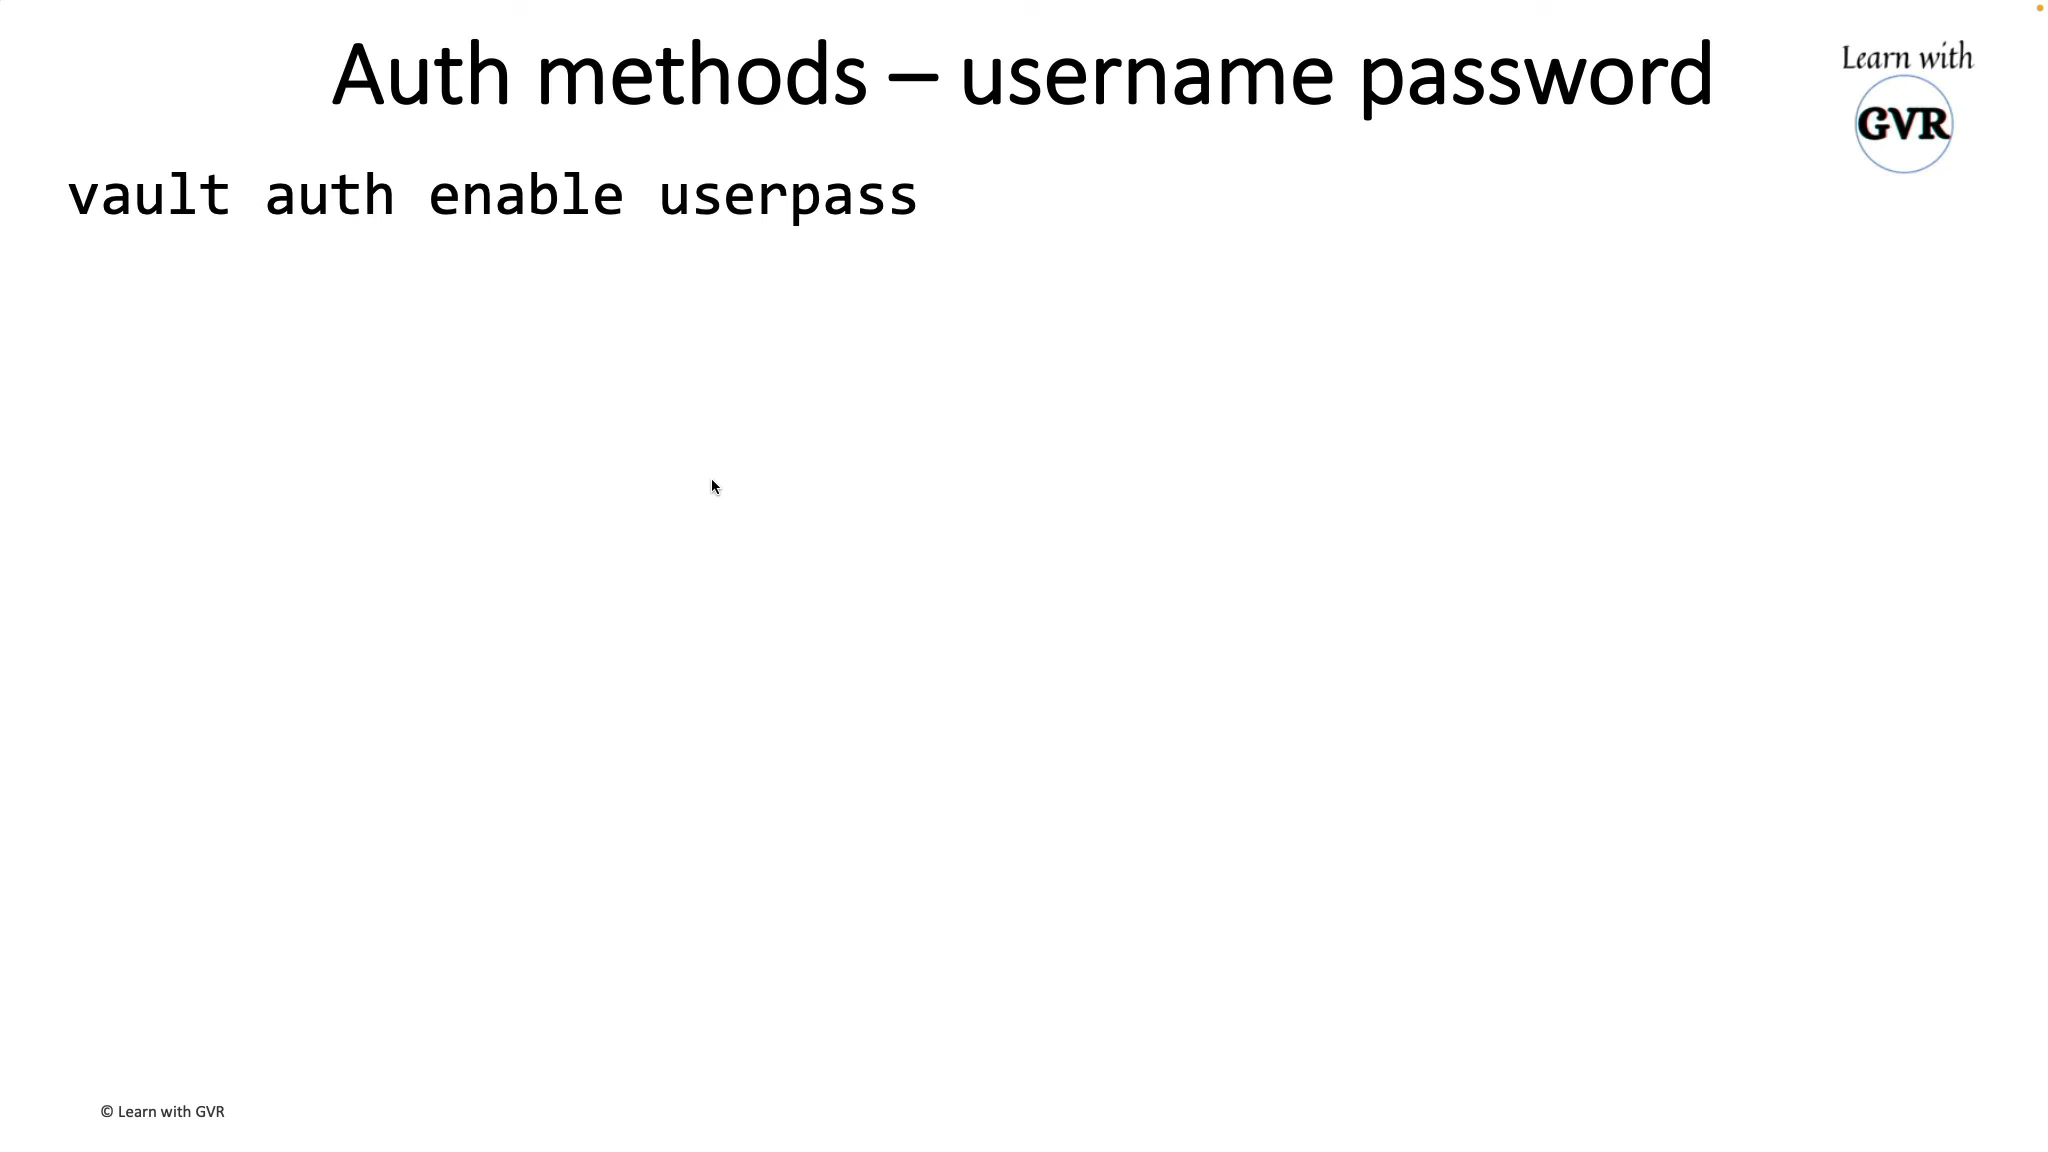 Auth methods – username password
Learn with
GVR
vault auth enable userpass
© Learn with GVR